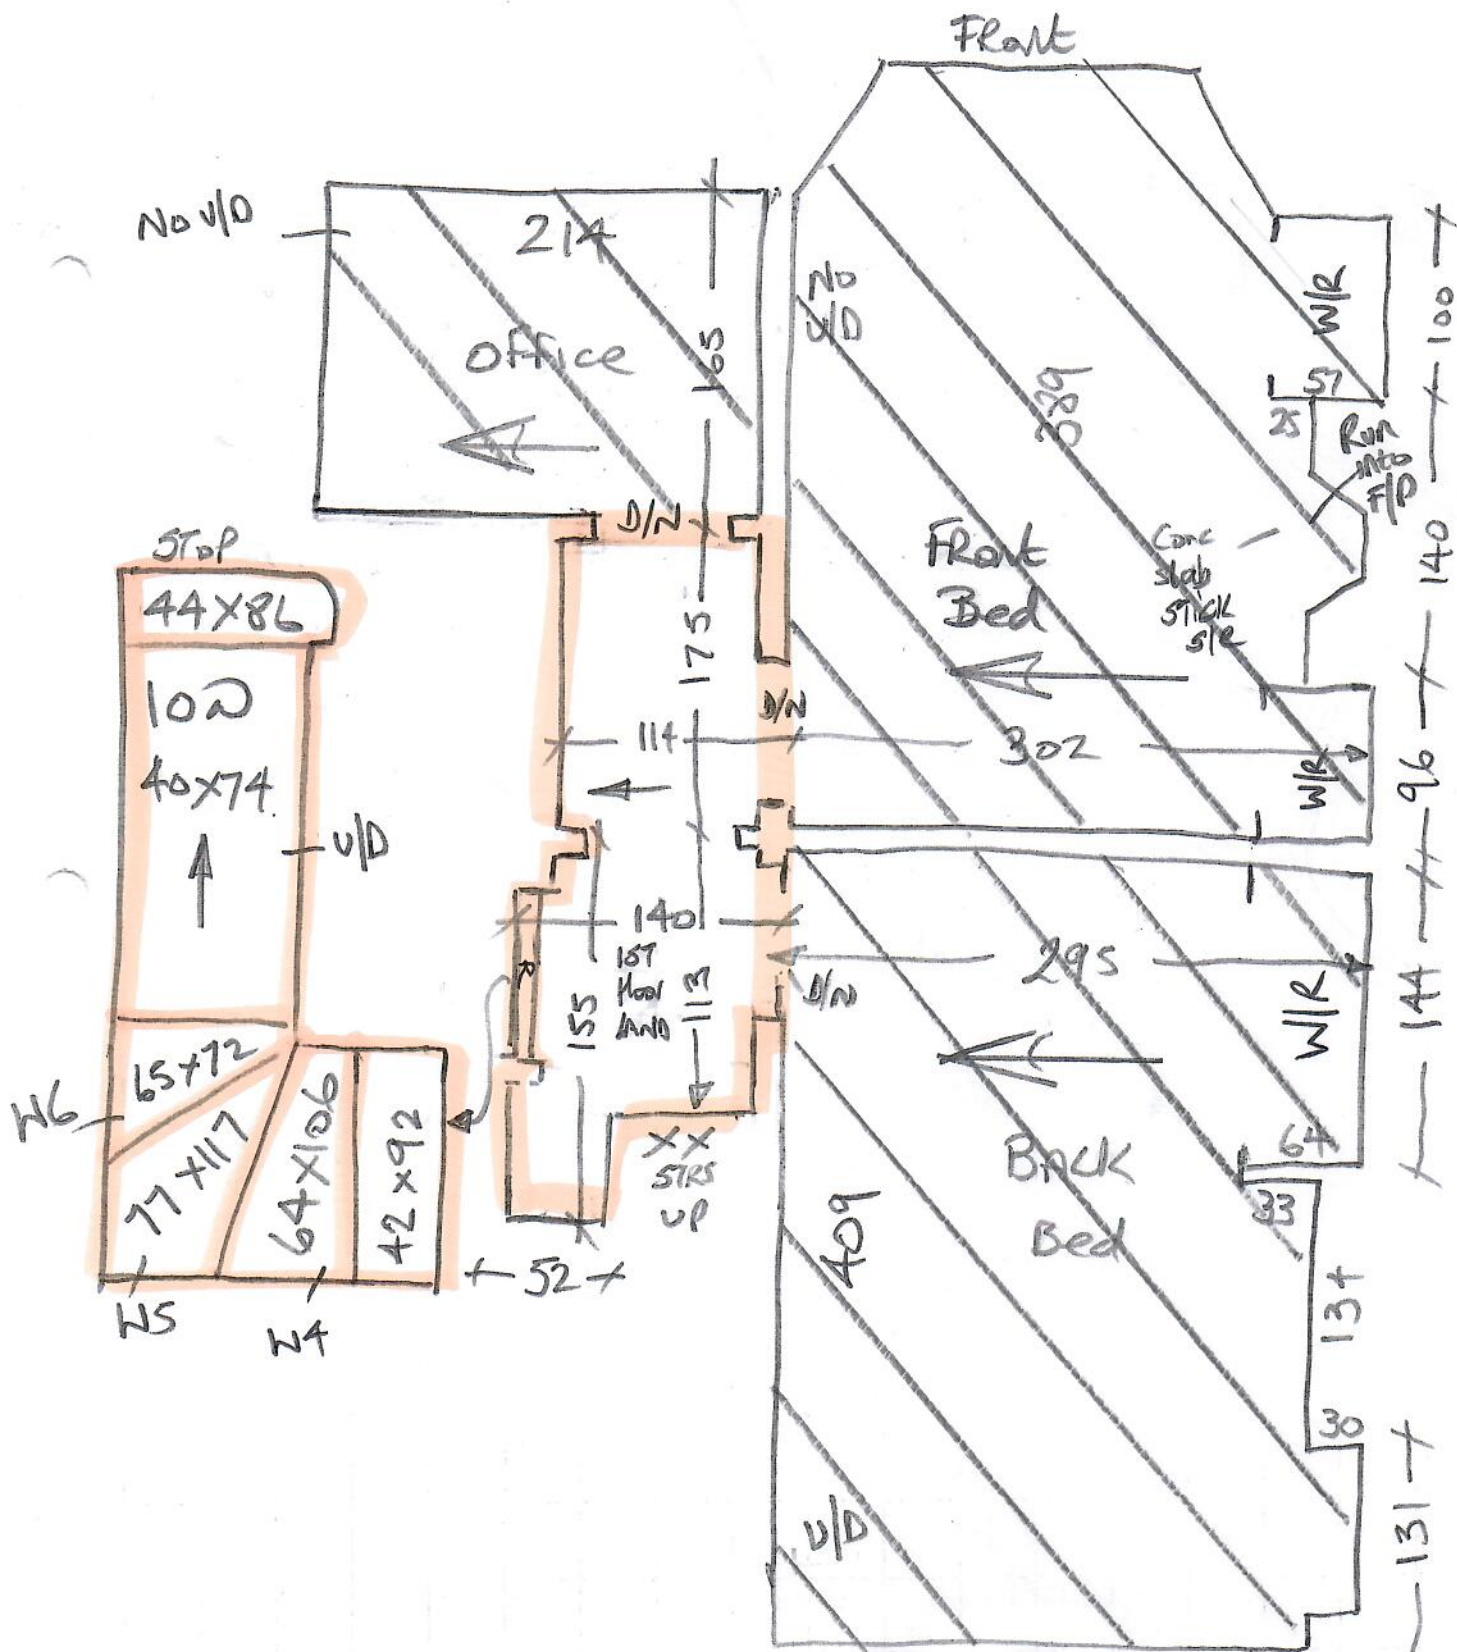 Front
No U/D
214
Office
165
No
U/D
389
W/R
100
57
25
Run
into
F/P
D/N
STOP
44X86
10
40X74
U/D
175
Front
Bed
Conc
slab
STICK
S/E
140
D/N
114
302
W/R
96
140
1ST
Floor
LAND
R
155
113
D/N
295
W/R
144
65+72
W6
77X117
64X106
42X92
W5
W4
XX
STRS
UP
52
64
33
Back
Bed
409
13+
30
U/D
131